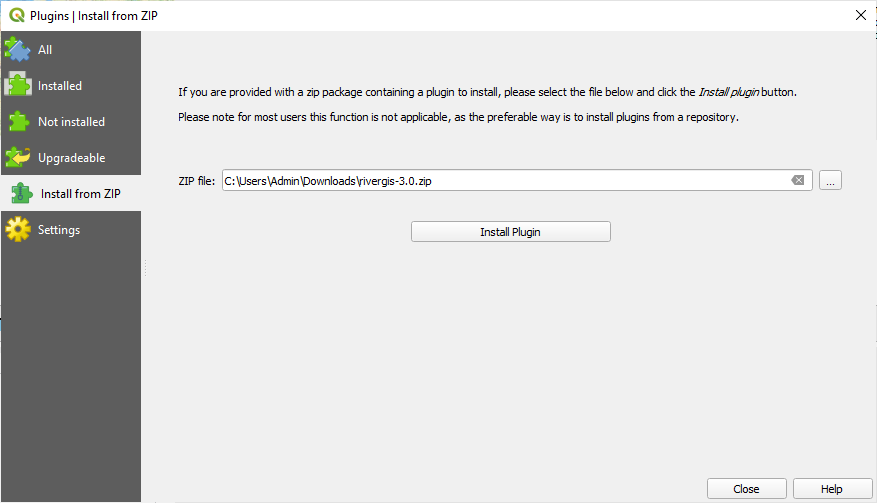 Plugins | Install from ZIP
All
Installed
Not installed
Upgradeable
Install from ZIP
Settings
If you are provided with a zip package containing a plugin to install, please select the file below and click the Install plugin button.
Please note for most users this function is not applicable, as the preferable way is to install plugins from a repository.
ZIP file: C:\Users\Admin\Downloads\rivergis-3.0.zip ...
Install Plugin
Close Help